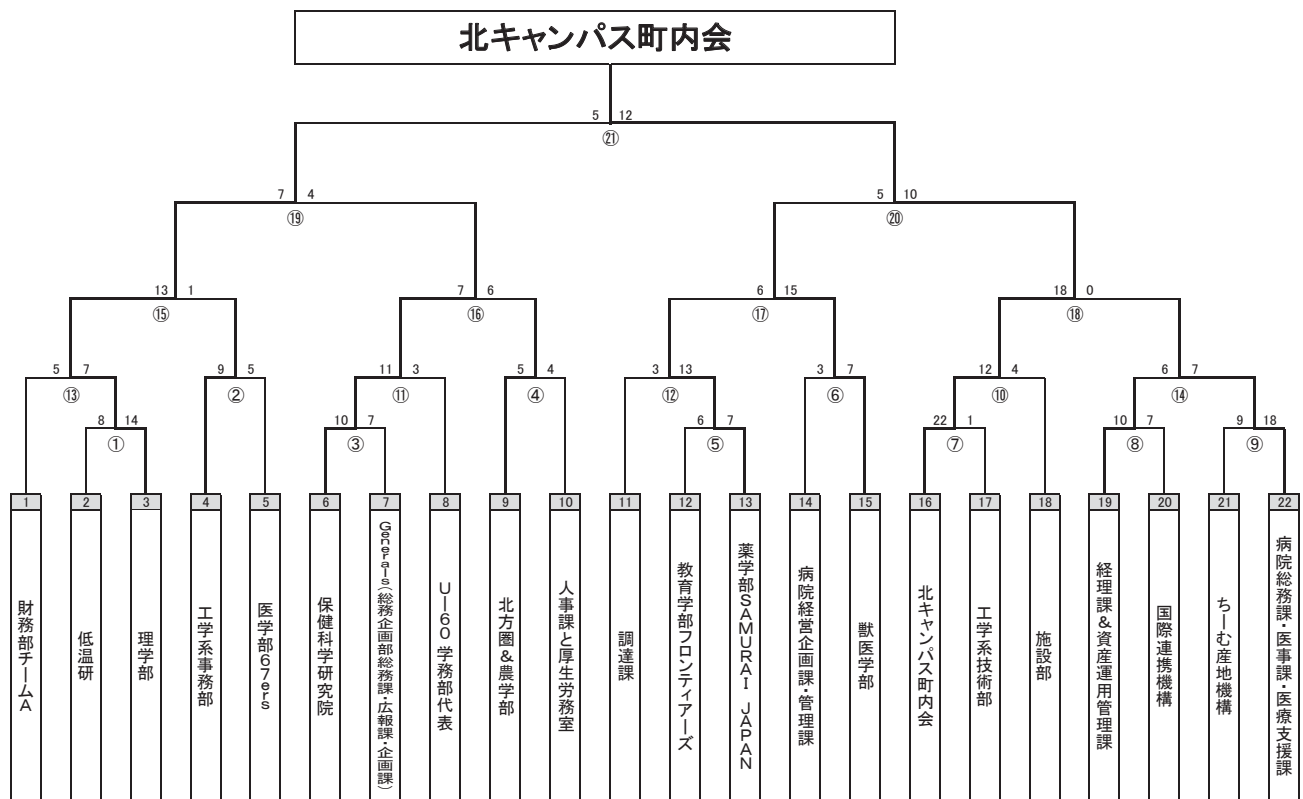 北キャンパス町内会
5 12
㉑
7 4
⑲
5 10
⑳
13 1
⑮
7 6
⑯
6 15
⑰
18 0
⑱
5 7
⑬
9 5
②
11 3
⑪
5 4
④
3 13
⑫
3 7
⑥
12 4
⑩
6 7
⑭
8 14
①
10 7
③
6 7
⑤
22 1
⑦
10 7
⑧
9 18
⑨
1
財務部チームA
2
低温研
3
理学部
4
工学系事務部
5
医学部67ers
6
保健科学研究院
7
Generals(総務企画部総務課・広報課・企画課)
8
U-60 学務部代表
9
北方圏&農学部
10
人事課と厚生労務室
11
調達課
12
教育学部フロンティアーズ
13
薬学部SAMURAI JAPAN
14
病院経営企画課・管理課
15
獣医学部
16
北キャンパス町内会
17
工学系技術部
18
施設部
19
経理課&資産運用管理課
20
国際連携機構
21
ちーむ産地機構
22
病院総務課・医事課・医療支援課